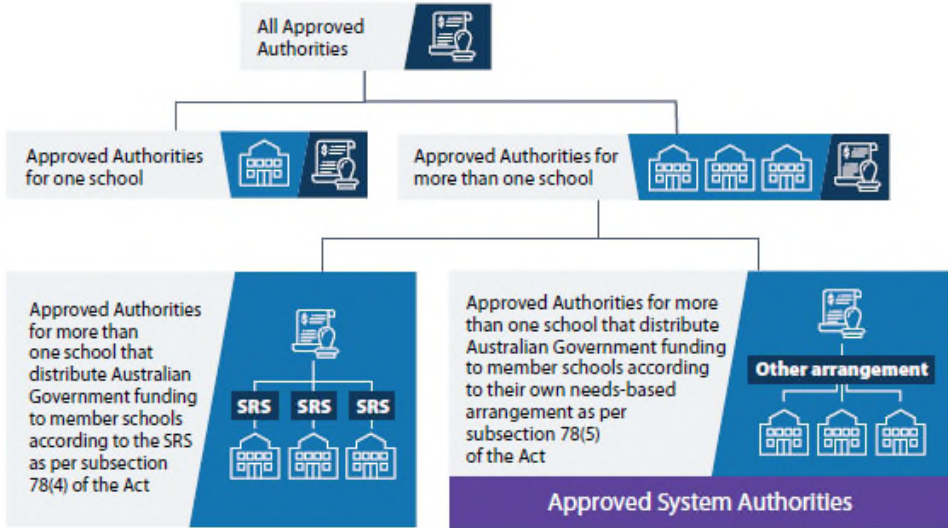 All Approved
Authorities
Approved Authorities
for one school
Approved Authorities for
more than one school
Approved Authorities
for more than
one school that
distribute Australian
Government funding
to member schools
according to the SRS
as per subsection
78(4) of the Act
SRS SRS SRS
Approved Authorities for more
than one school that distribute
Australian Government funding
to member schools according
to their own needs-based
arrangement as per
subsection 78(5)
of the Act
Other arrangement
Approved System Authorities